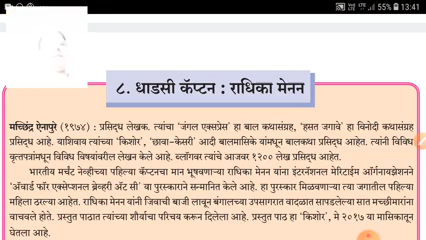 55% 13:41
८. धाडसी कॅप्टन : राधिका मेनन
मच्छिंद्र ऐनापुरे (१९७४) : प्रसिद्ध लेखक. त्यांचा 'जंगल एक्सप्रेस' हा बाल कथासंग्रह, 'हसत जगावे' हा विनोदी कथासंग्रह
प्रसिद्ध आहे. याशिवाय त्यांच्या 'किशोर', 'छावा-केसरी' आदी बालमासिके यांमधून बालकथा प्रसिद्ध आहेत. त्यांनी विविध
वृत्तपत्रांमधून विविध विषयांवरील लेखन केले आहे. ब्लॉगवर त्यांचे आजवर १२०० लेख प्रसिद्ध आहेत.
भारतीय मर्चंट नेव्हीच्या पहिल्या कॅप्टनचा मान भूषवणाऱ्या राधिका मेनन यांना इंटरनॅशनल मेरिटाईम ऑर्गनायझेशनने
'अ‍ॅवॉर्ड फॉर एक्सेप्शनल ब्रेव्हरी अ‍ॅट सी' या पुरस्काराने सन्मानित केले आहे. हा पुरस्कार मिळवणाऱ्या त्या जगातील पहिल्या
महिला ठरल्या आहेत. राधिका मेनन यांनी जिवाची बाजी लावून बंगालच्या उपसागरात वादळात सापडलेल्या सात मच्छीमारांना
वाचवले होते. प्रस्तुत पाठात त्यांच्या शौर्याचा परिचय करून दिलेला आहे. प्रस्तुत पाठ हा 'किशोर', मे २०१७ या मासिकातून
घेतला आहे.